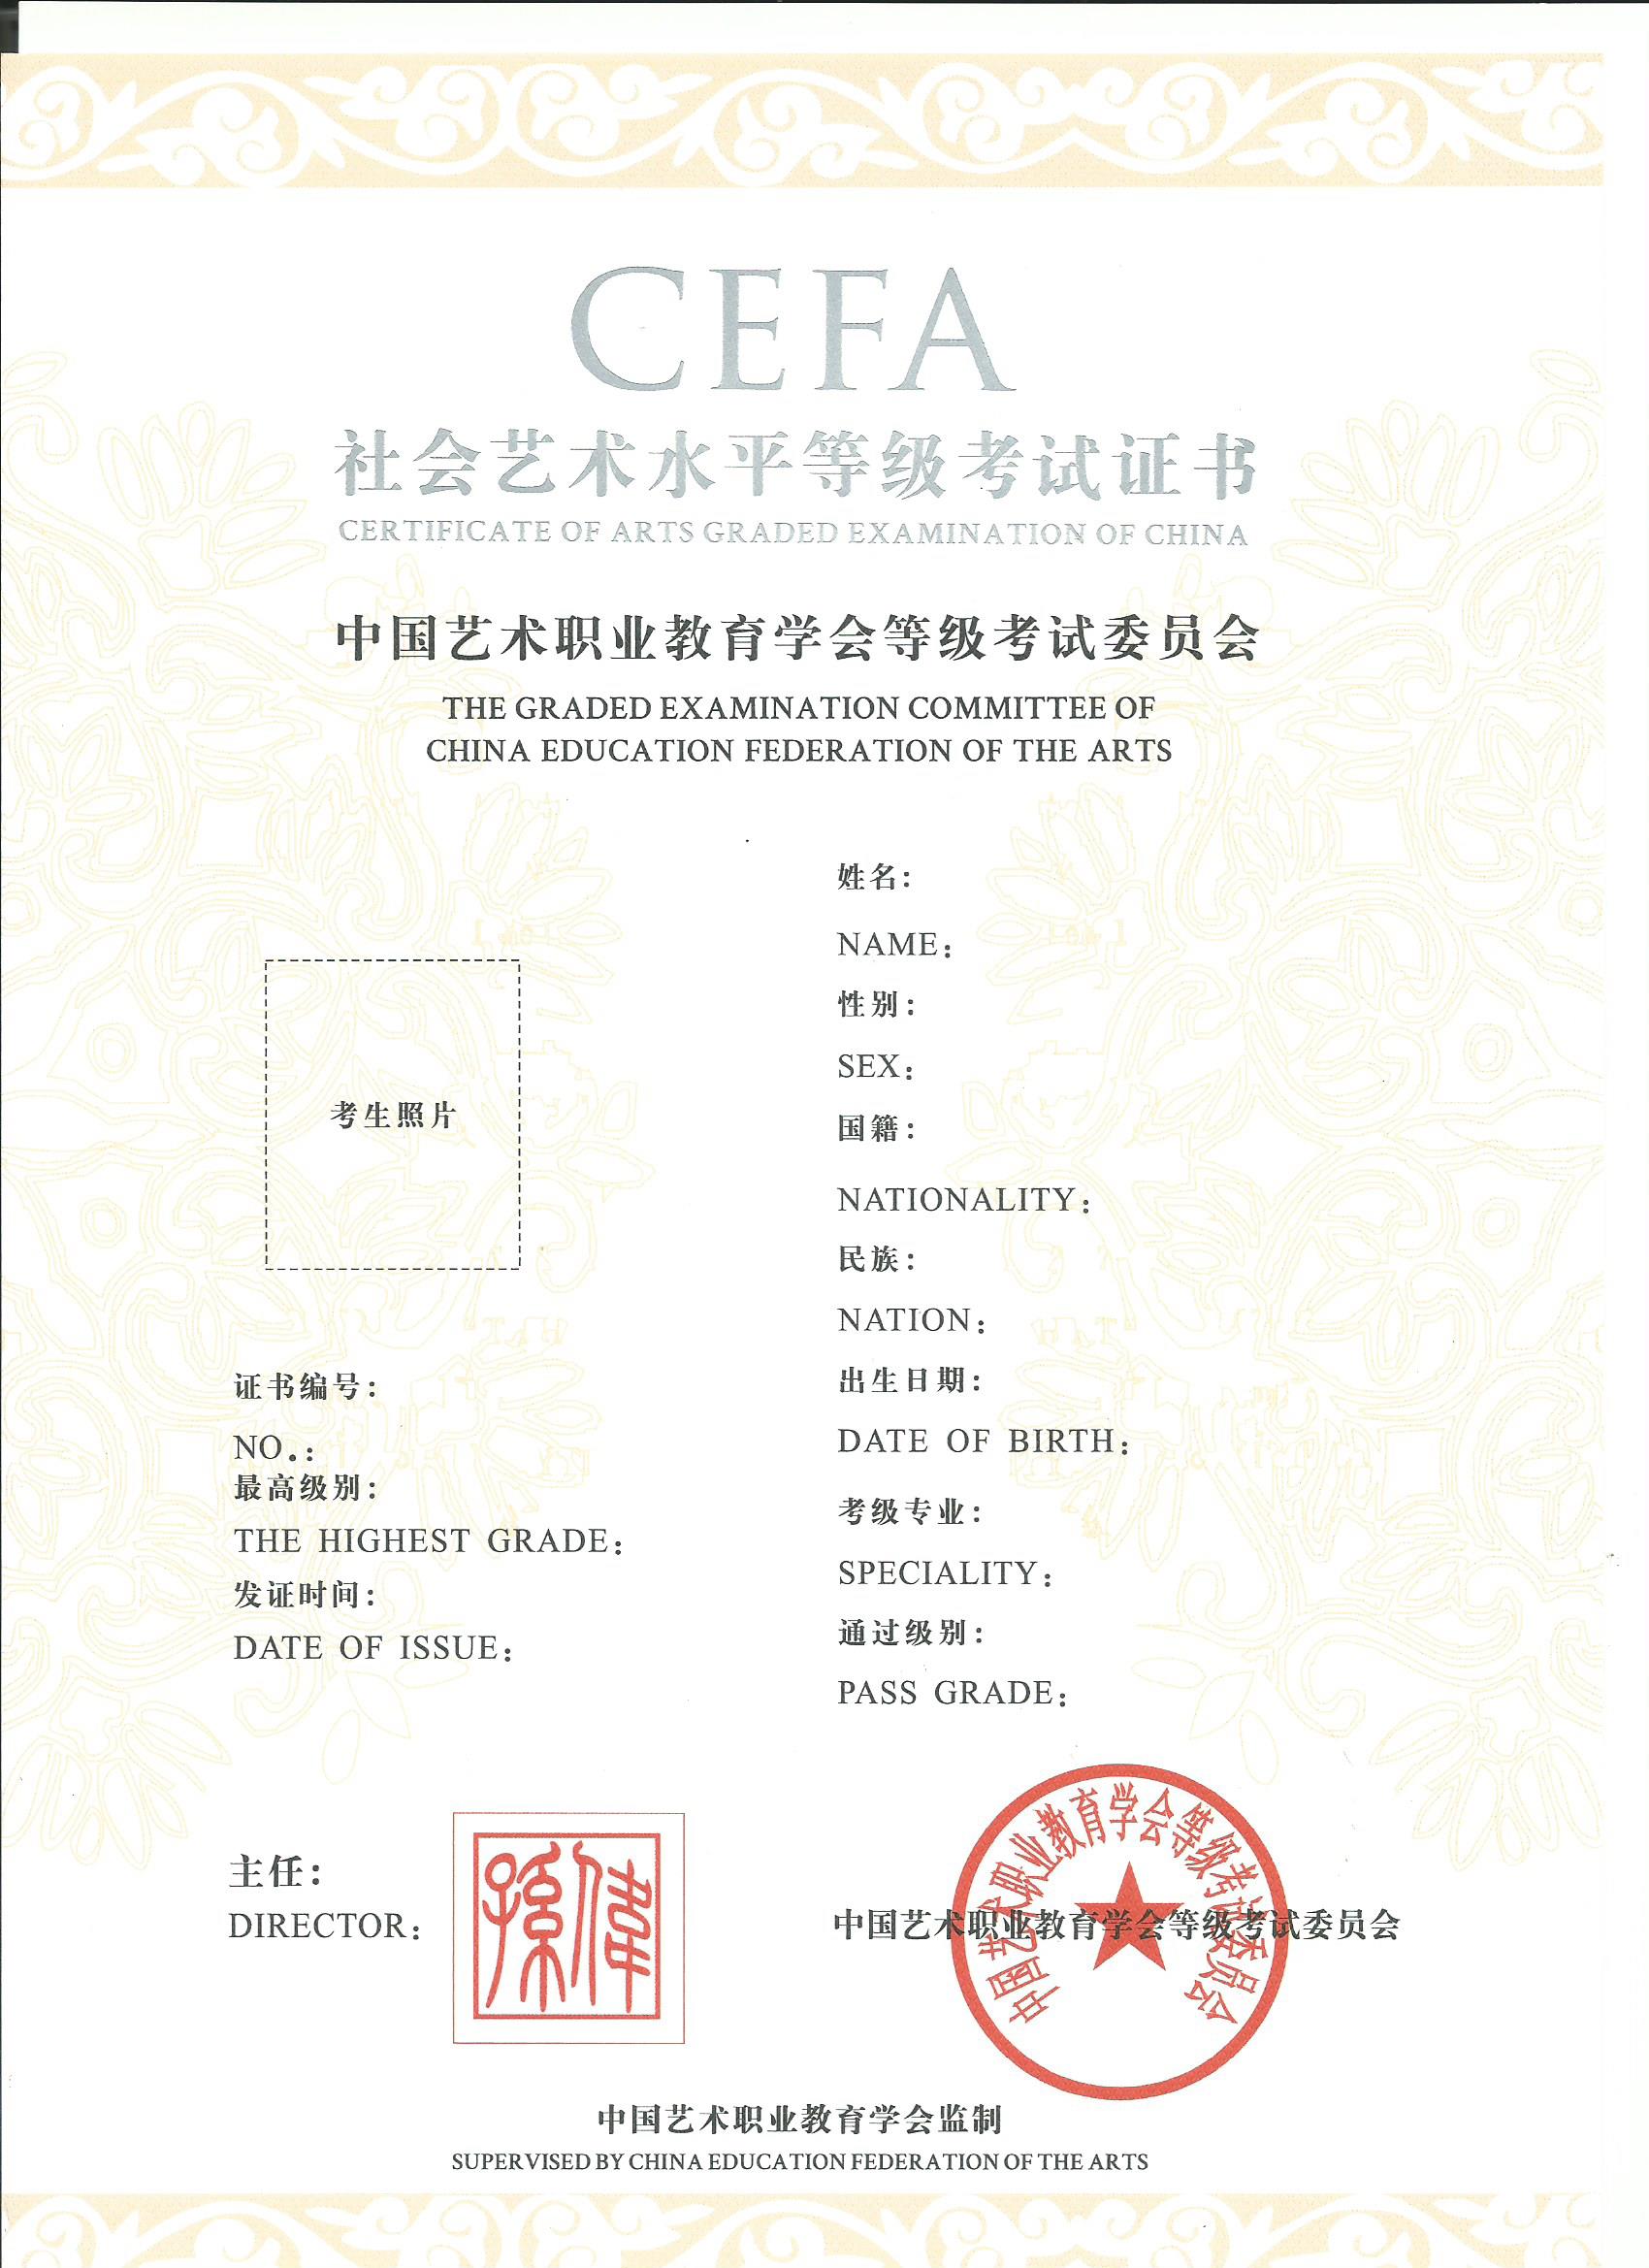 CEFA
社会艺术水平等级考试证书
CERTIFICATE OF ARTS GRADED EXAMINATION OF CHINA
中国艺术职业教育学会等级考试委员会
THE GRADED EXAMINATION COMMITTEE OF
CHINA EDUCATION FEDERATION OF THE ARTS
考生照片
证书编号:
NO.:
最高级别:
THE HIGHEST GRADE:
发证时间:
DATE OF ISSUE:
姓名:
NAME:
性别:
SEX:
国籍:
NATIONALITY:
民族:
NATION:
出生日期:
DATE OF BIRTH:
考级专业:
SPECIALITY:
通过级别:
PASS GRADE:
主任:
DIRECTOR:
孫偉
中国艺术职业教育学会等级考试委员会
中国艺术职业教育学会等级考试委员会
中国艺术职业教育学会监制
SUPERVISED BY CHINA EDUCATION FEDERATION OF THE ARTS